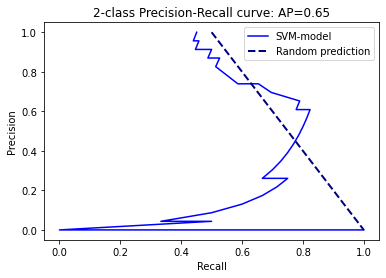 2-class Precision-Recall curve: AP=0.65
SVM-model
Random prediction
1.0
0.8
0.6
0.4
0.2
0.0
Precision
0.0 0.2 0.4 0.6 0.8 1.0
Recall